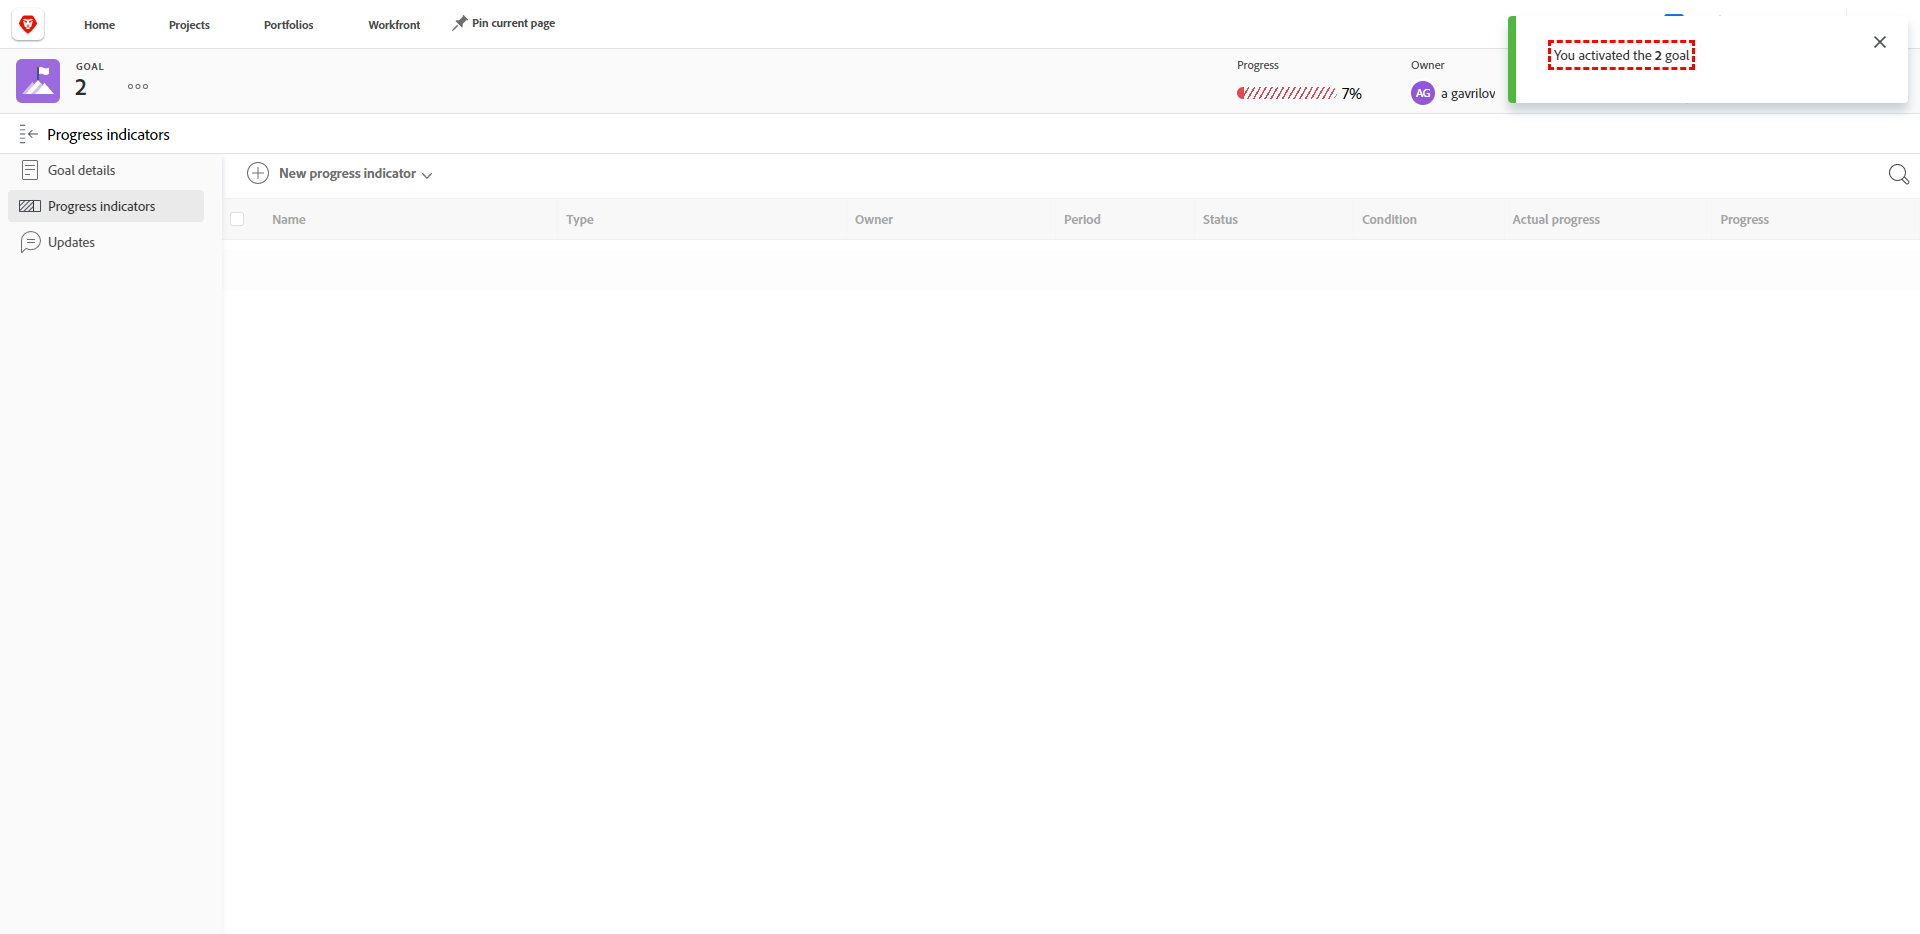 Home
Projects
Portfolios
Workfront
Pin current page
GOAL
2
Progress
7%
Owner
AG
a gavrilov
You activated the 2 goal
Progress indicators
Goal details
Progress indicators
Updates
New progress indicator
Name
Type
Owner
Period
Status
Condition
Actual progress
Progress